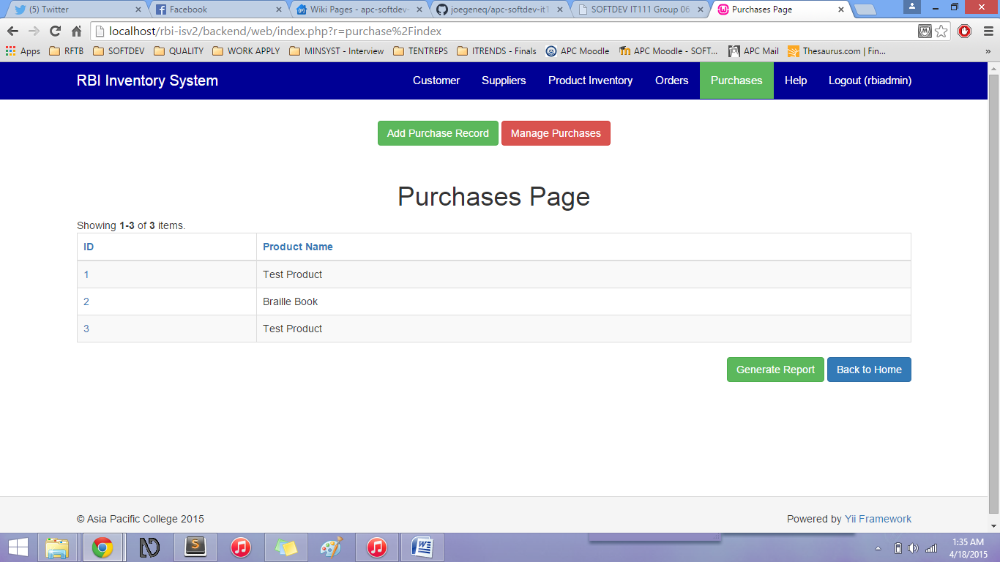 (5) Twitter
Facebook
Wiki Pages - apc-softdev-
joegeneq/apc-softdev-it1
SOFTDEV IT111 Group 06
Purchases Page
localhost/rbi-isv2/backend/web/index.php?r=purchase%2Findex
Apps RFTB SOFTDEV QUALITY WORK APPLY MINSYST - Interview TENTREPS ITRENDS - Finals APC Moodle APC Moodle - SOFT... APC Mail Thesaurus.com | Fin... »
RBI Inventory System Customer Suppliers Product Inventory Orders Purchases Help Logout (rbiadmin)
Add Purchase Record Manage Purchases
Purchases Page
Showing 1-3 of 3 items.
ID Product Name
1 Test Product
2 Braille Book
3 Test Product
Generate Report Back to Home
© Asia Pacific College 2015 Powered by Yii Framework
1:35 AM
4/18/2015